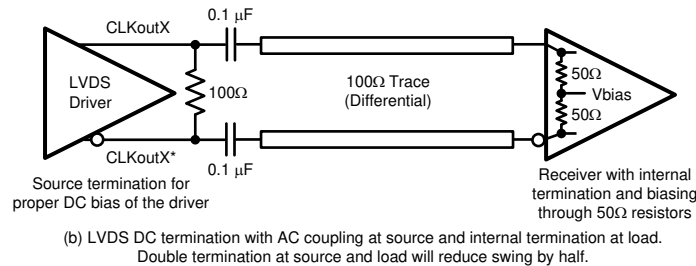 0.1 μF
CLKoutX
LVDS
Driver
100Ω
100Ω Trace
(Differential)
50Ω
Vbias
50Ω
CLKoutX*
0.1 μF
Source termination for
proper DC bias of the driver
Receiver with internal
termination and biasing
through 50Ω resistors
(b) LVDS DC termination with AC coupling at source and internal termination at load.
Double termination at source and load will reduce swing by half.